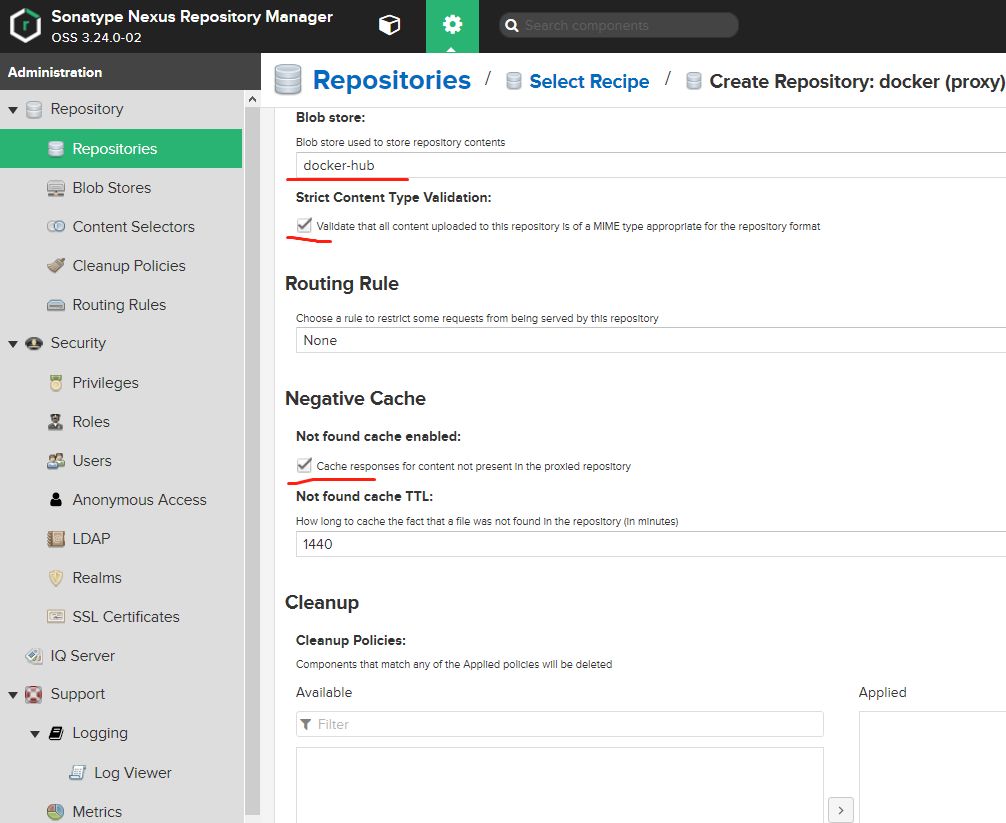 Sonatype Nexus Repository Manager
OSS 3.24.0-02
Search components
Administration
Repository
Repositories
Blob Stores
Content Selectors
Cleanup Policies
Routing Rules
Security
Privileges
Roles
Users
Anonymous Access
LDAP
Realms
SSL Certificates
IQ Server
Support
Logging
Log Viewer
Metrics
Repositories / Select Recipe / Create Repository: docker (proxy)
Blob store:
Blob store used to store repository contents
docker-hub
Strict Content Type Validation:
Validate that all content uploaded to this repository is of a MIME type appropriate for the repository format
Routing Rule
Choose a rule to restrict some requests from being served by this repository
None
Negative Cache
Not found cache enabled:
Cache responses for content not present in the proxied repository
Not found cache TTL:
How long to cache the fact that a file was not found in the repository (in minutes)
1440
Cleanup
Cleanup Policies:
Components that match any of the Applied policies will be deleted
Available Applied
Filter